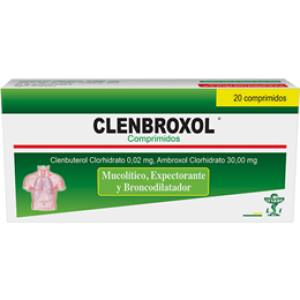 20 comprimidos
CLENBROXOL®
Comprimidos
Clenbuterol Clorhidrato 0,02 mg, Ambroxol Clorhidrato 30,00 mg
Mucolítico, Expectorante
y Broncodilatador